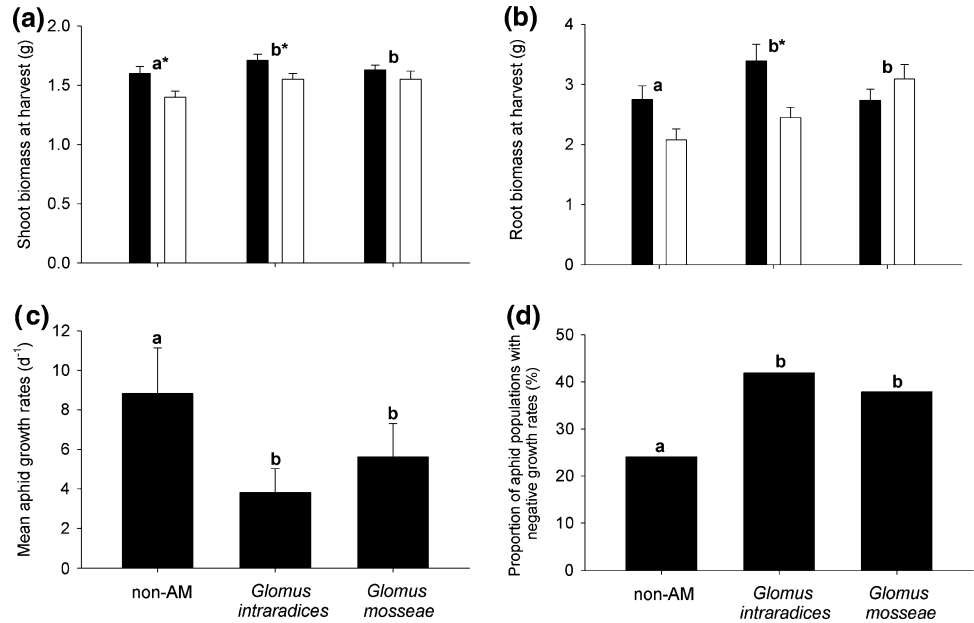 (a)
Shoot biomass at harvest (g)
2.0
1.5
1.0
0.5
0.0
a*
b*
b
(b)
Root biomass at harvest (g)
4
3
2
1
0
a
b*
b
(c)
Mean aphid growth rates (d⁻¹)
12
10
8
6
4
2
0
a
b
b
non-AM
Glomus
intraradices
Glomus
mosseae
(d)
Proportion of aphid populations with
negative growth rates (%)
50
40
30
20
10
0
a
b
b
non-AM
Glomus
intraradices
Glomus
mosseae